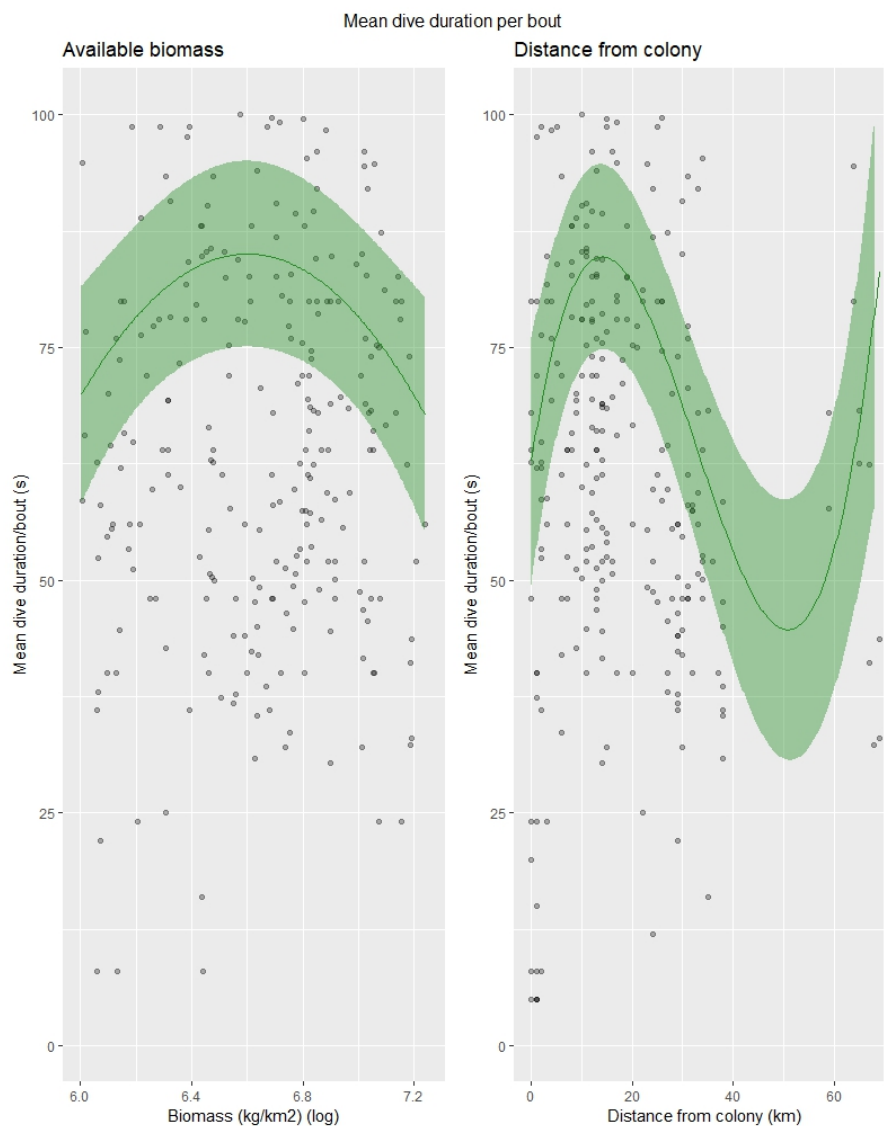 Mean dive duration per bout
Available biomass
Distance from colony
Mean dive duration/bout (s)
100
75
50
25
0
6.0 6.4 6.8 7.2
Biomass (kg/km2) (log)
Mean dive duration/bout (s)
100
75
50
25
0
0 20 40 60
Distance from colony (km)